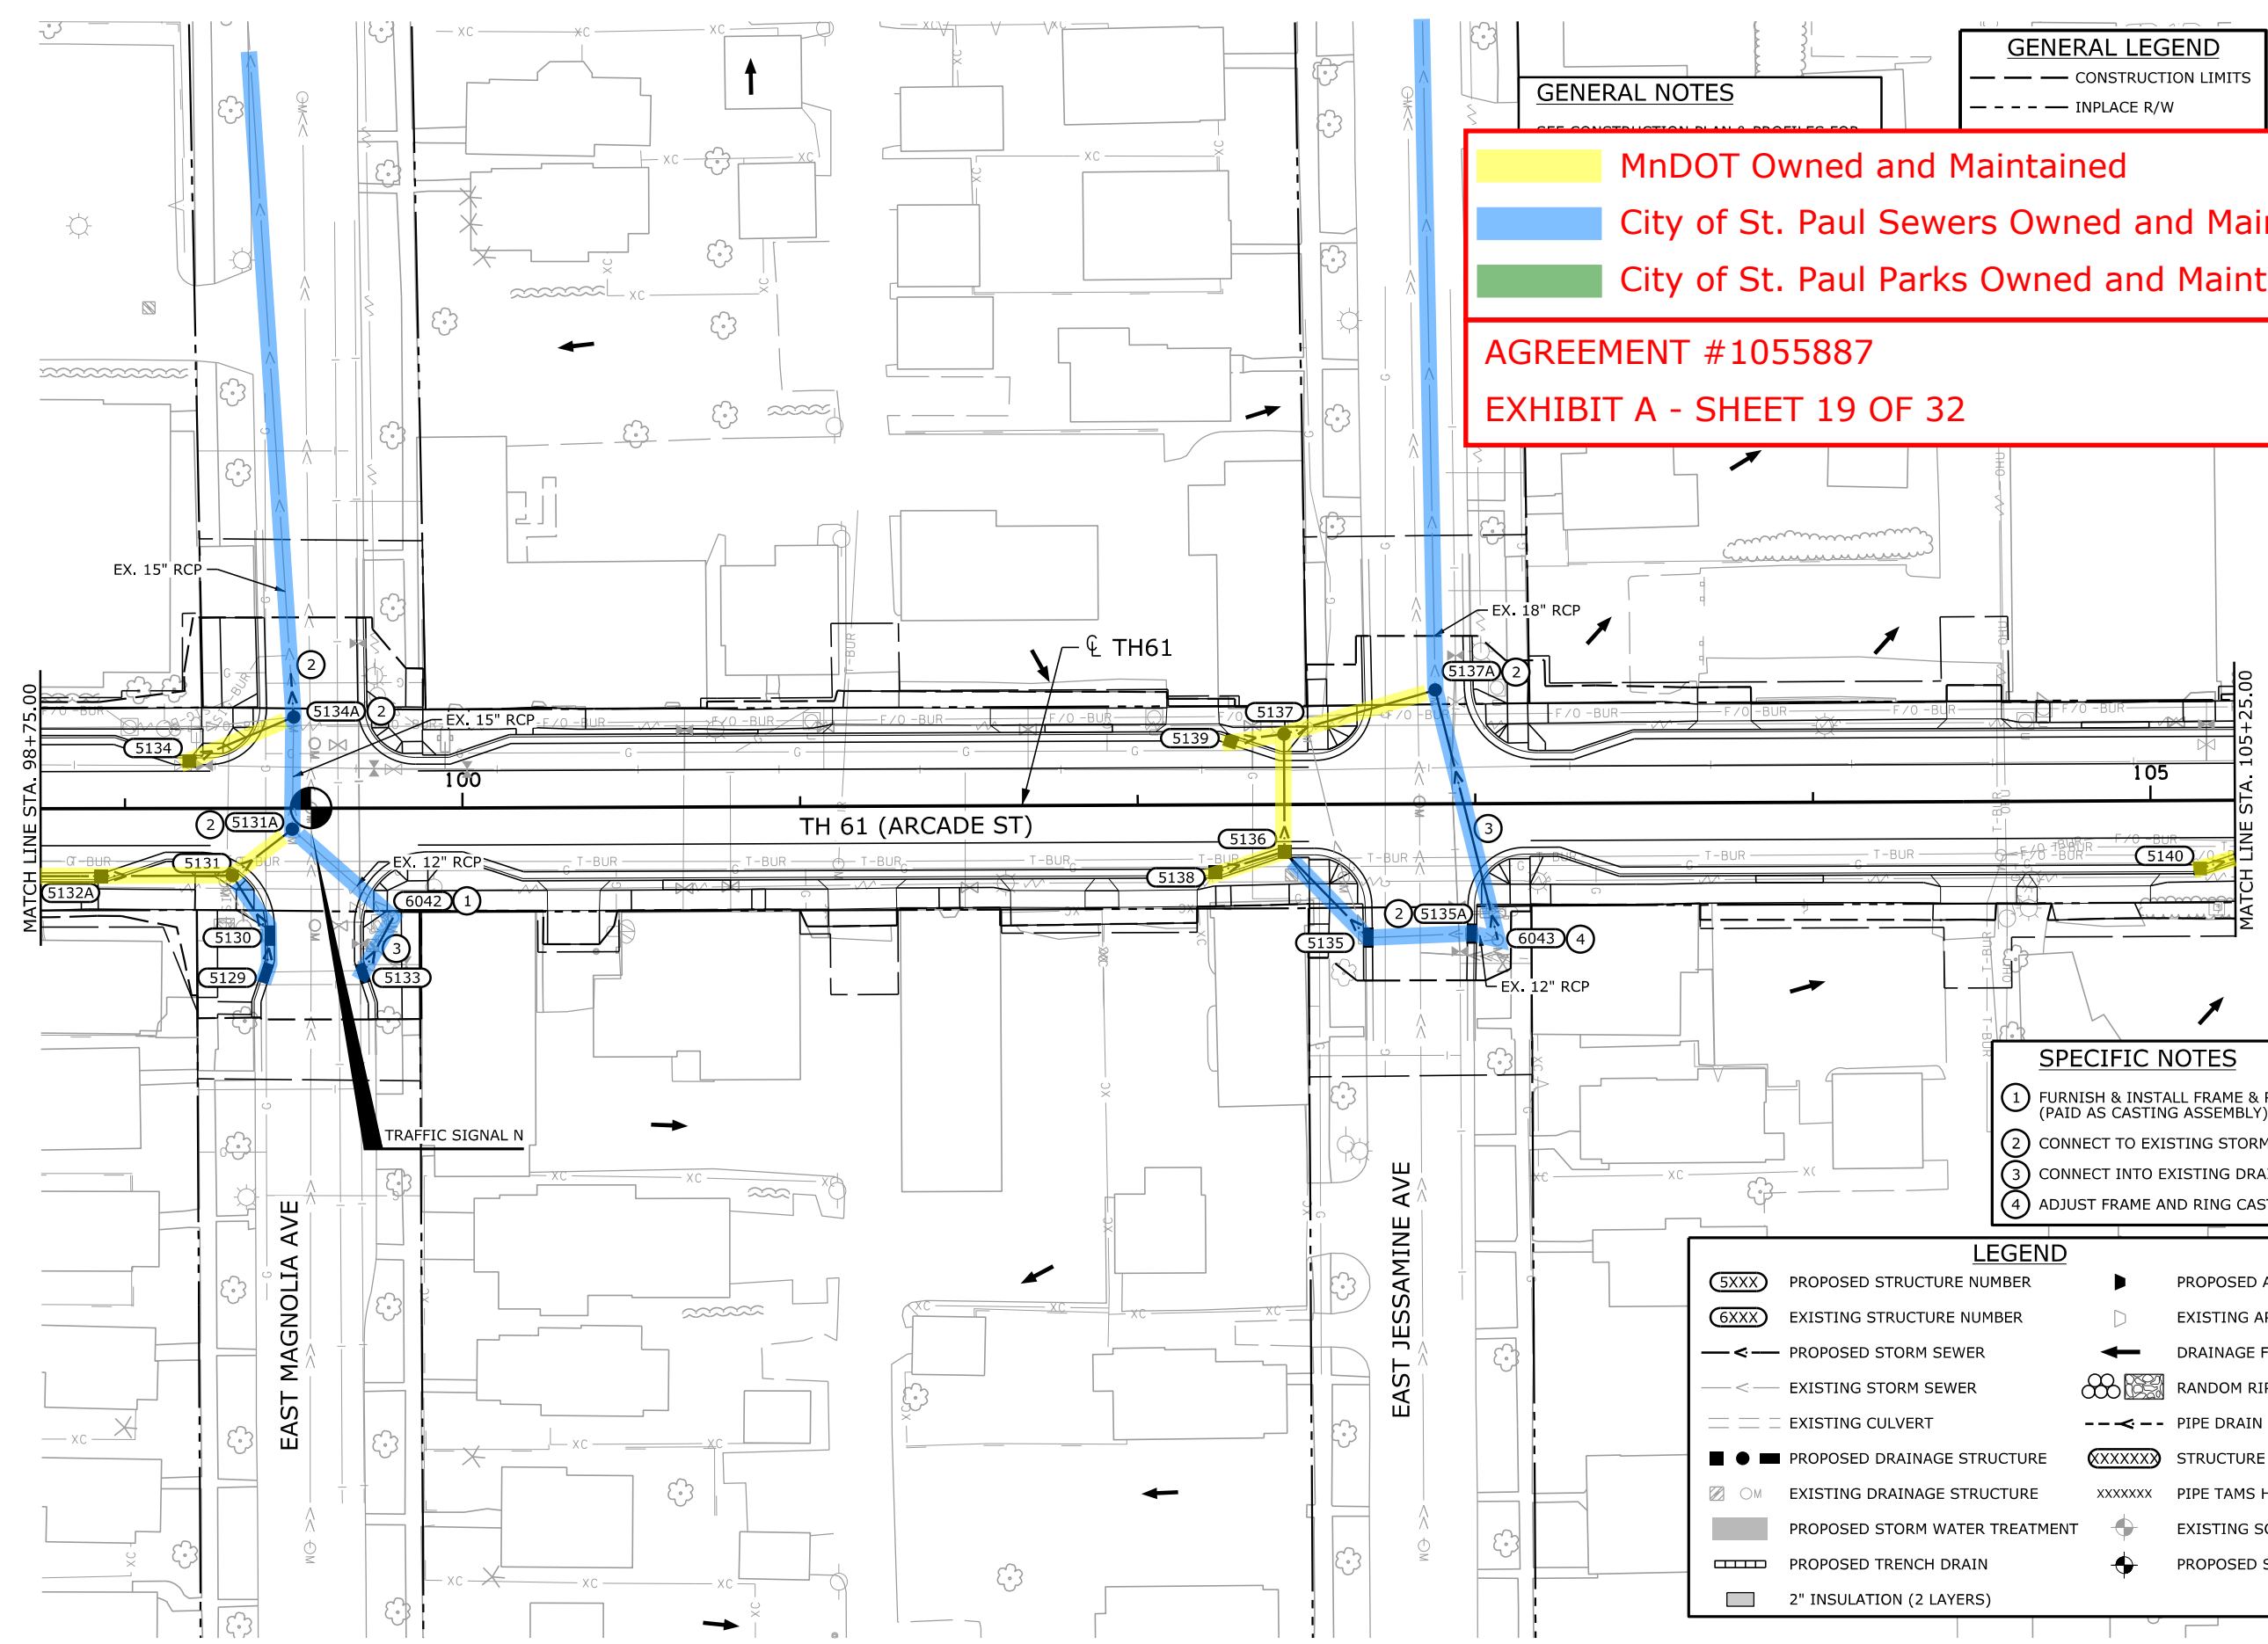 GENERAL LEGEND
CONSTRUCTION LIMITS
INPLACE R/W
GENERAL NOTES
MnDOT Owned and Maintained
City of St. Paul Sewers Owned and
City of St. Paul Parks Owned and
AGREEMENT #1055887
EXHIBIT A - SHEET 19 OF 32
EX. 15" RCP
EX. 18" RCP
℄ TH61
2
5137A
2
5134A
2
EX. 15" RCP
5137
5134
5139
MATCH LINE STA. 98+75.00
MATCH LINE STA. 105+25.00
100
105
2
5131A
TH 61 (ARCADE ST)
3
5136
5131
EX. 12" RCP
5140
5132A
5138
6042
1
2
5135A
5130
3
5135
6043
4
5129
5133
EX. 12" RCP
TRAFFIC SIGNAL N
EAST MAGNOLIA AVE
EAST JESSAMINE AVE
SPECIFIC NOTES
1 FURNISH & INSTALL FRAME &
(PAID AS CASTING ASSEMBLY)
2 CONNECT TO EXISTING STORM
3 CONNECT INTO EXISTING
4 ADJUST FRAME AND RING
LEGEND
5XXX PROPOSED STRUCTURE NUMBER
PROPOSED
6XXX EXISTING STRUCTURE NUMBER
EXISTING
PROPOSED STORM SEWER
DRAINAGE
EXISTING STORM SEWER
RANDOM
EXISTING CULVERT
PIPE DRAIN
PROPOSED DRAINAGE STRUCTURE
XXXXXXX STRUCTURE
EXISTING DRAINAGE STRUCTURE
XXXXXXX PIPE TAMS
PROPOSED STORM WATER TREATMENT
EXISTING
PROPOSED TRENCH DRAIN
PROPOSED
2" INSULATION (2 LAYERS)